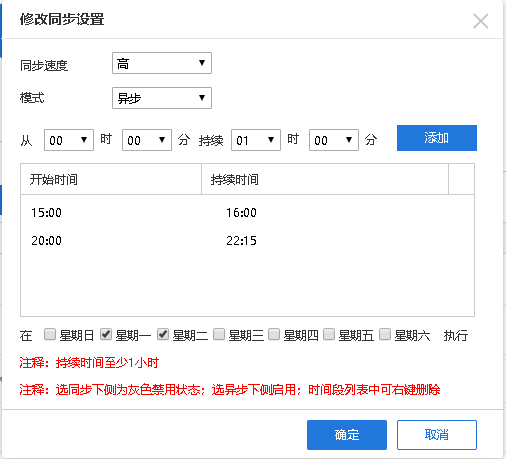 修改同步设置
同步速度 高
模式 异步
从 00 时 00 分 持续 01 时 00 分 添加
开始时间 持续时间
15:00 16:00
20:00 22:15
在 星期日 星期一 星期二 星期三 星期四 星期五 星期六 执行
注释：持续时间至少1小时
注释：选同步下侧为灰色禁用状态；选异步下侧启用；时间段列表中可右键删除
确定 取消